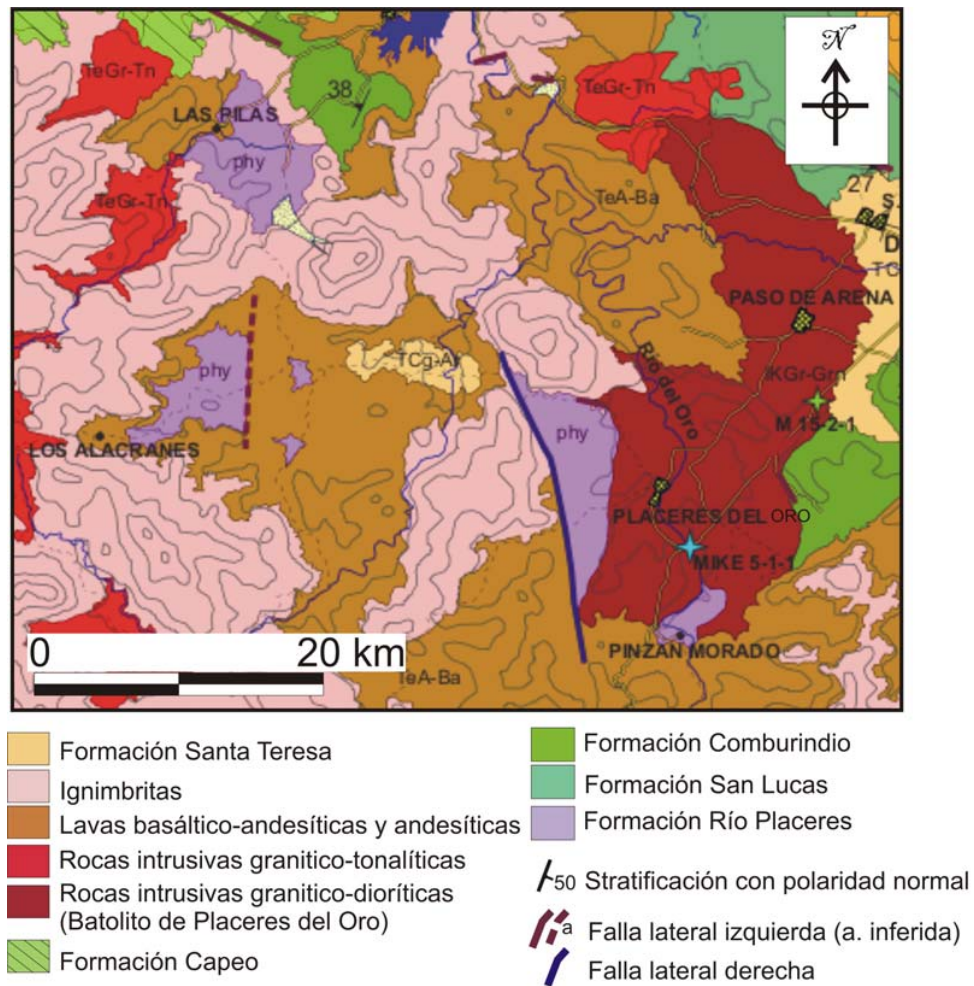 N
TeGr-Tn
LAS PILAS
38
TeGr-Tn
phy
TeA-Ba
27
S.
D
TC
TeGr-Tn
PASO DE ARENA
TCg-Ar
phy
Río del Oro
IKGr-Grn
M 15-2-1
phy
LOS ALACRANES
PLACERES DEL ORO
MIKE 5-1-1
PINZAN MORADO
0 20 km
TeA-Ba
Formación Santa Teresa
Ignimbritas
Lavas basáltico-andesíticas y andesíticas
Rocas intrusivas granitico-tonalíticas
Rocas intrusivas granitico-dioríticas
(Batolito de Placeres del Oro)
Formación Capeo
Formación Comburindio
Formación San Lucas
Formación Río Placeres
50 Stratificación con polaridad normal
a Falla lateral izquierda (a. inferida)
Falla lateral derecha